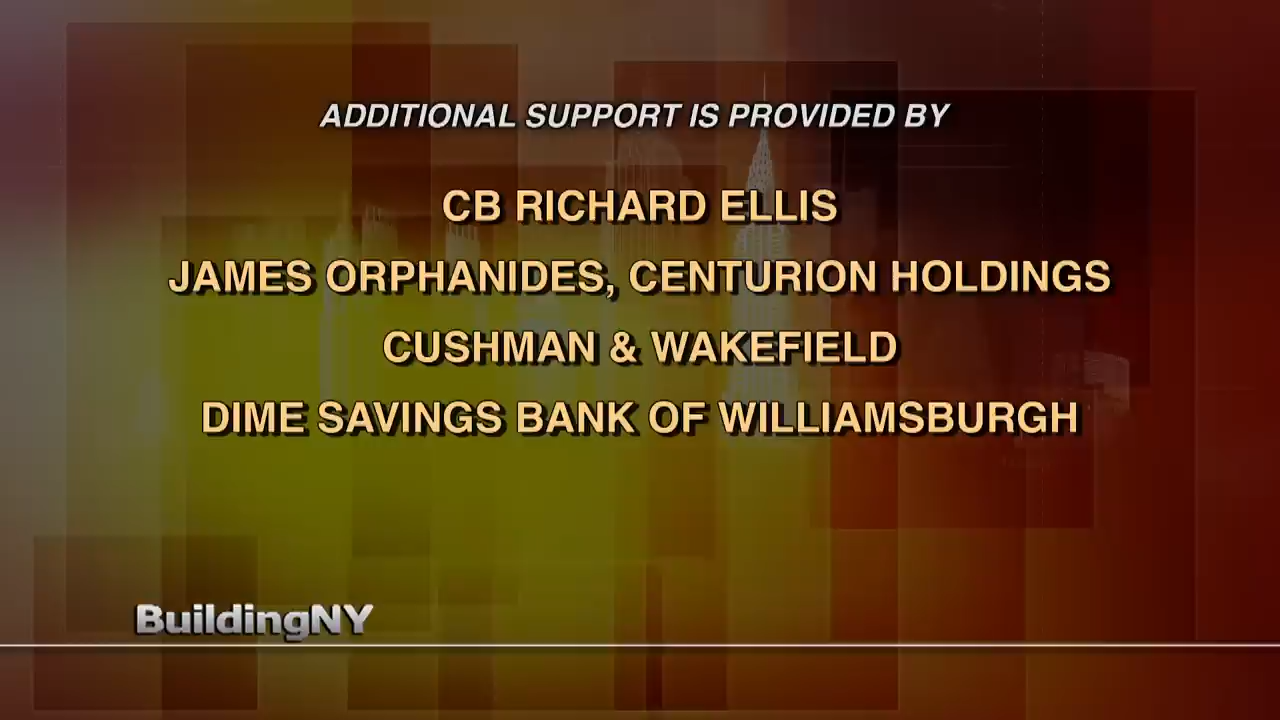 ADDITIONAL SUPPORT IS PROVIDED BY
CB RICHARD ELLIS
JAMES ORPHANIDES, CENTURION HOLDINGS
CUSHMAN & WAKEFIELD
DIME SAVINGS BANK OF WILLIAMSBURGH
BuildingNY